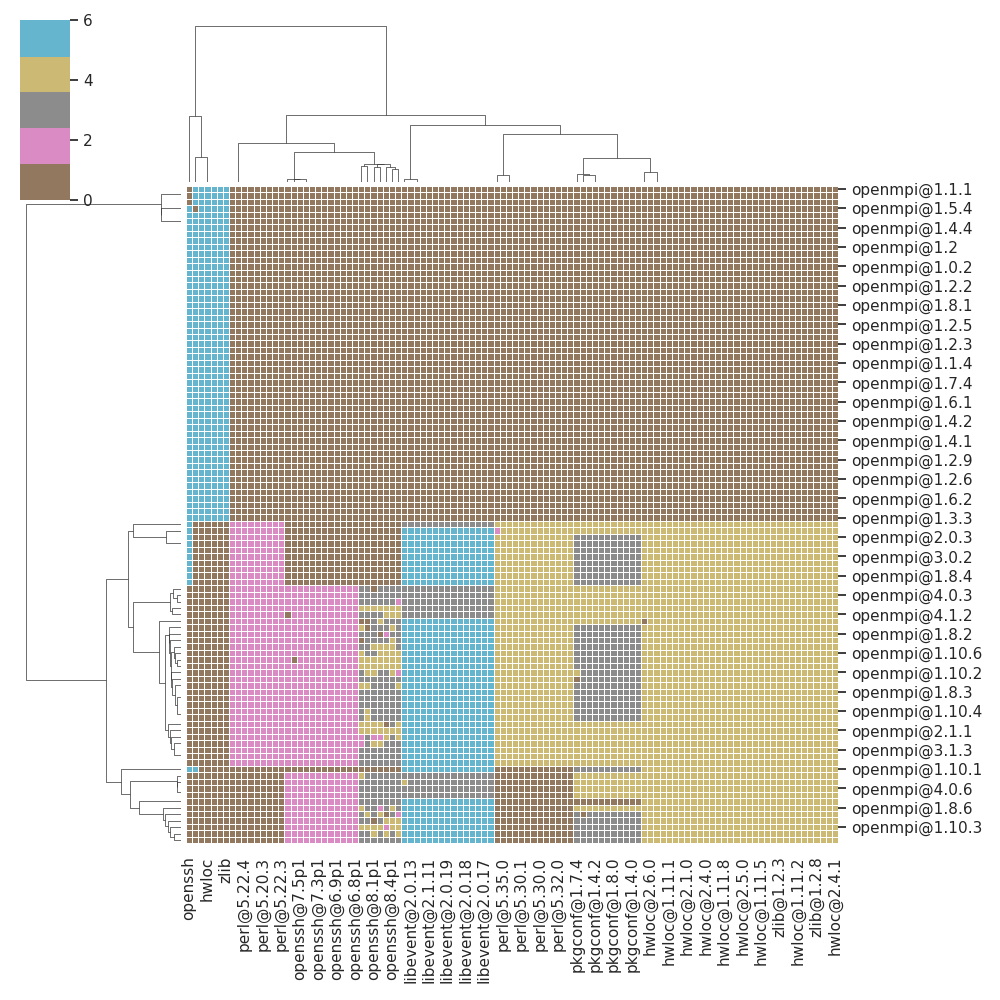 6
4
2
0
openmpi@1.1.1
openmpi@1.5.4
openmpi@1.4.4
openmpi@1.2
openmpi@1.0.2
openmpi@1.2.2
openmpi@1.8.1
openmpi@1.2.5
openmpi@1.2.3
openmpi@1.1.4
openmpi@1.7.4
openmpi@1.6.1
openmpi@1.4.2
openmpi@1.4.1
openmpi@1.2.9
openmpi@1.2.6
openmpi@1.6.2
openmpi@1.3.3
openmpi@2.0.3
openmpi@3.0.2
openmpi@1.8.4
openmpi@4.0.3
openmpi@4.1.2
openmpi@1.8.2
openmpi@1.10.6
openmpi@1.10.2
openmpi@1.8.3
openmpi@1.10.4
openmpi@2.1.1
openmpi@3.1.3
openmpi@1.10.1
openmpi@4.0.6
openmpi@1.8.6
openmpi@1.10.3
openssh
hwloc
zlib
perl@5.22.4
perl@5.20.3
perl@5.22.3
openssh@7.5p1
openssh@7.3p1
openssh@6.9p1
openssh@6.8p1
openssh@8.1p1
openssh@8.4p1
libevent@2.0.13
libevent@2.1.11
libevent@2.0.19
libevent@2.0.18
libevent@2.0.17
perl@5.35.0
perl@5.30.1
perl@5.30.0
perl@5.32.0
pkgconf@1.7.4
pkgconf@1.4.2
pkgconf@1.8.0
pkgconf@1.4.0
hwloc@2.6.0
hwloc@1.11.1
hwloc@2.1.0
hwloc@2.4.0
hwloc@1.11.8
hwloc@2.5.0
hwloc@1.11.5
zlib@1.2.3
hwloc@1.11.2
zlib@1.2.8
hwloc@2.4.1